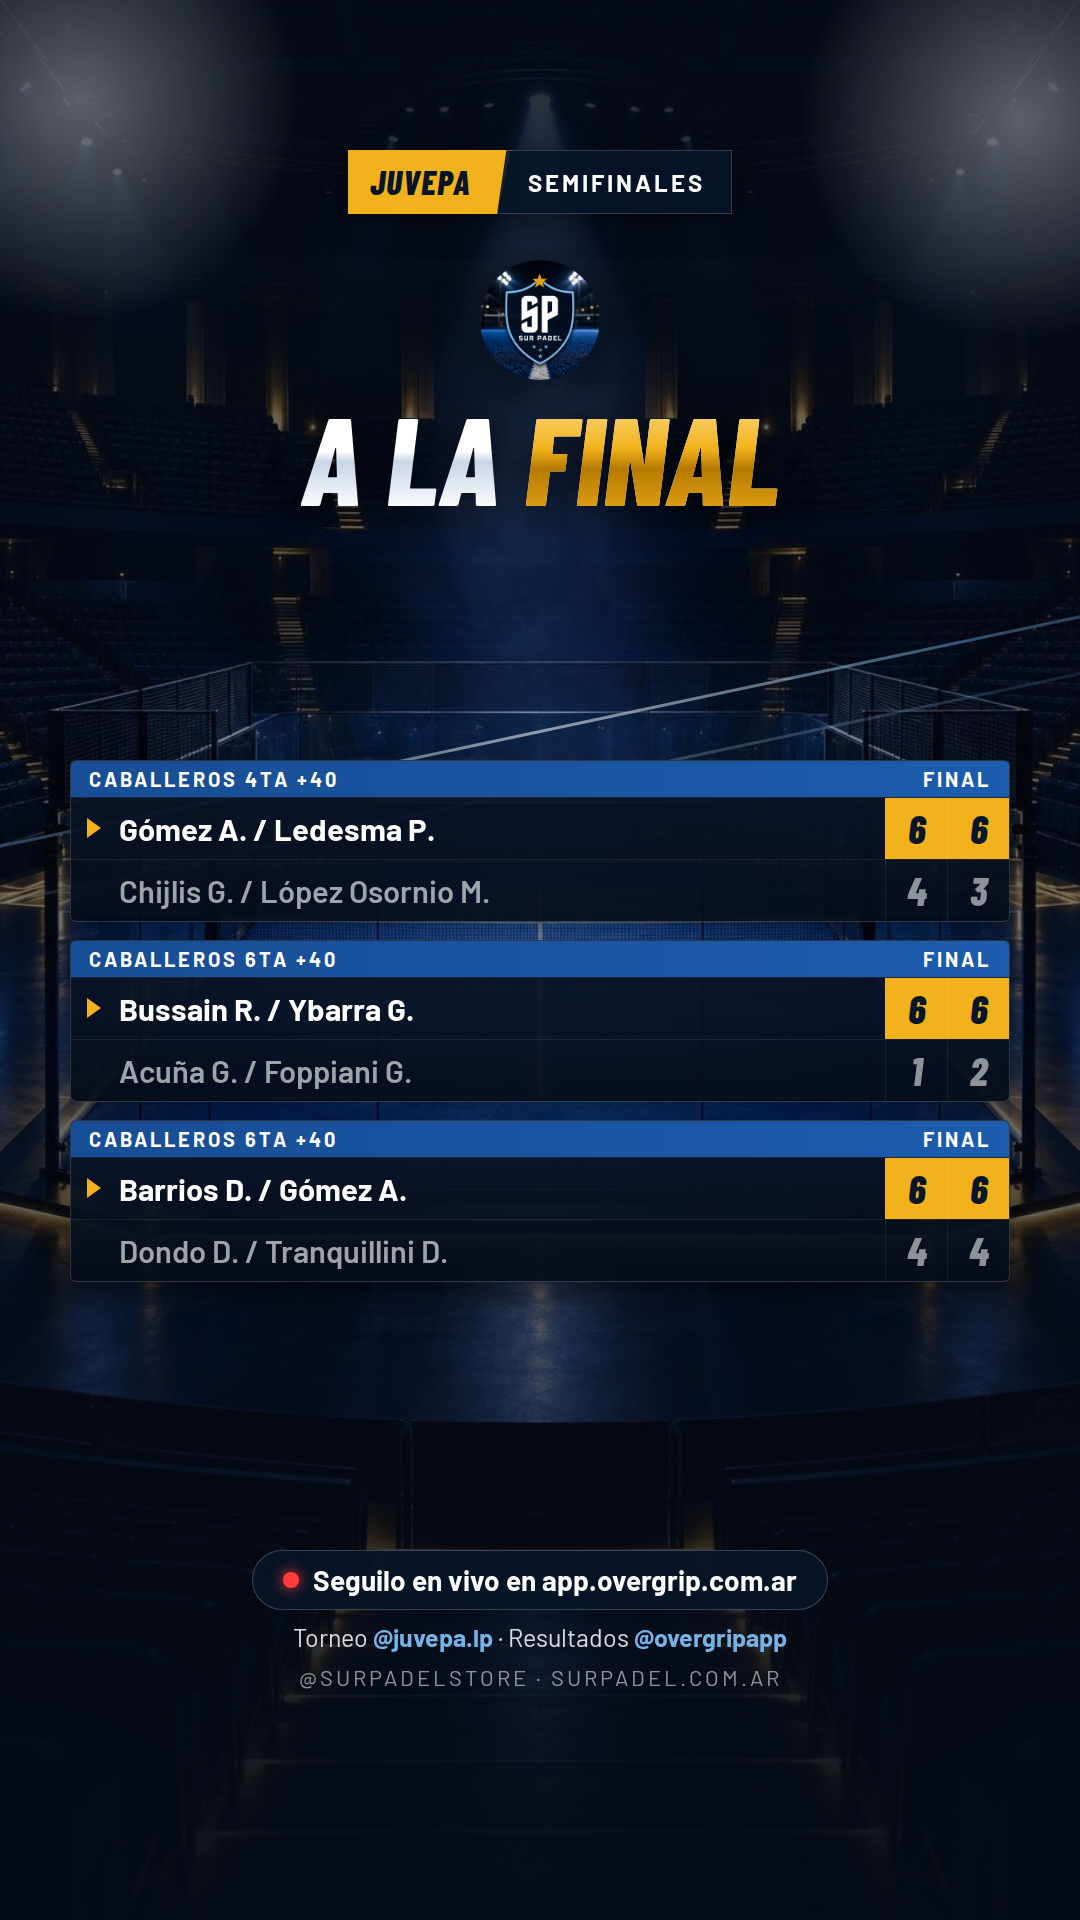 JUVEPA SEMIFINALES
SP
SUR PADEL
A LA FINAL
CABALLEROS 4TA +40 FINAL
Gómez A. / Ledesma P. 6 6
Chijlis G. / López Osornio M. 4 3
CABALLEROS 6TA +40 FINAL
Bussain R. / Ybarra G. 6 6
Acuña G. / Foppiani G. 1 2
CABALLEROS 6TA +40 FINAL
Barrios D. / Gómez A. 6 6
Dondo D. / Tranquillini D. 4 4
Seguilo en vivo en app.overgrip.com.ar
Torneo @juvepa.lp · Resultados @overgripapp
@SURPADELSTORE · SURPADEL.COM.AR